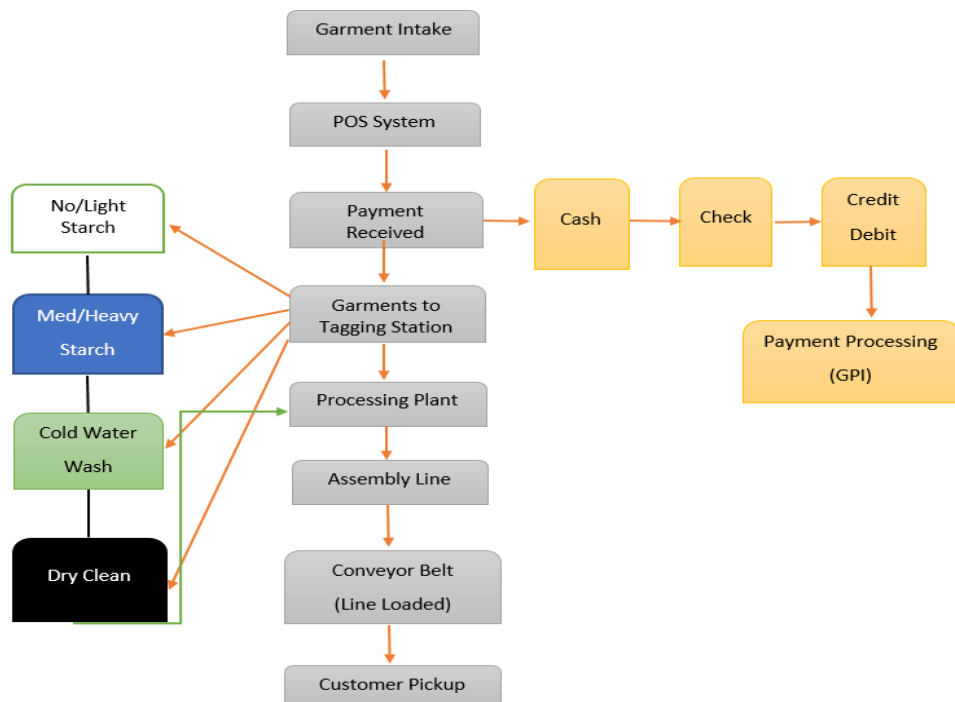 Garment Intake
POS System
Payment
Received
Cash
Check
Credit
Debit
Payment Processing
(GPI)
No/Light
Starch
Med/Heavy
Starch
Cold Water
Wash
Dry Clean
Garments to
Tagging Station
Processing Plant
Assembly Line
Conveyor Belt
(Line Loaded)
Customer Pickup